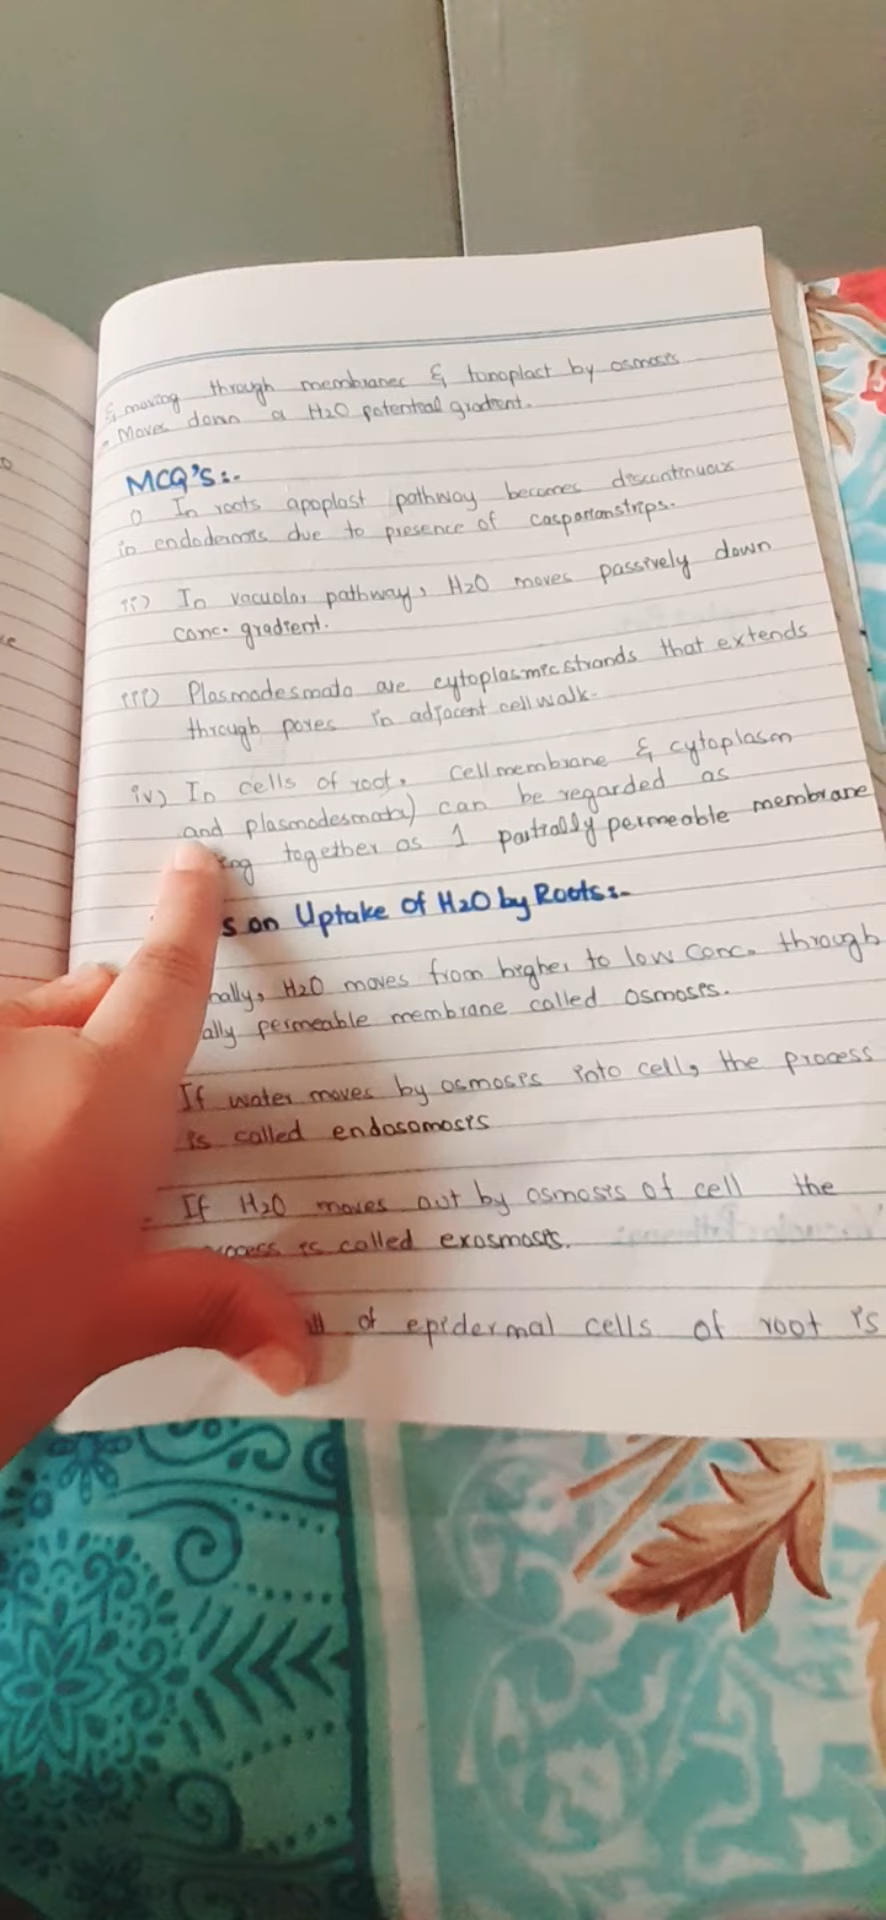 & moving through membranes & tonoplast by osmosis
- Moves down a H2O potential gradient.
MCQ's:-
i) In roots apoplast pathway becomes discontinuous
in endodermis due to presence of casparian strips.
ii) In vacuolar pathway, H2O moves passively down
conc. gradient.
iii) Plasmodesmata are cytoplasmic strands that extends
through pores in adjacent cell walls.
iv) In cells of root, cell membrane & cytoplasm
and plasmodesmata) can be regarded as
together as 1 partially permeable membrane
s on Uptake of H2O by Roots:-
nally, H2O moves from higher to low conc. through
ally permeable membrane called osmosis.
If water moves by osmosis into cell, the process
is called endosomosis
- If H2O moves out by osmosis of cell the
process is called exosmosis.
all of epidermal cells of root is